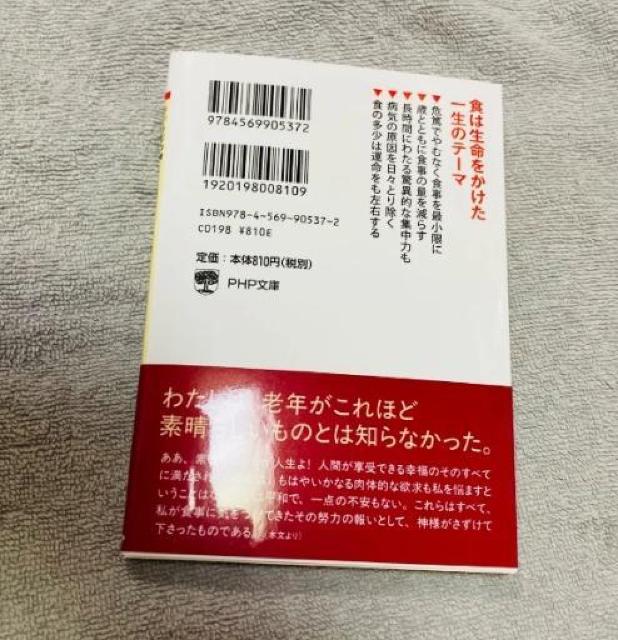 食は生命をかけた
一生のテーマ
▼危篤でやむなく食事を最小限に
▼歳とともに食事の量を減らす
▼長時間にわたる驚異的な集中力も
▼病気の原因を日々とり除く
▼食の多少は運命をも左右する
9784569905372
1920198008109
ISBN978-4-569-90537-2
C0198 ¥810E
定価：本体810円(税別)
PHP文庫
わた 老年がこれほど
素晴 いものとは知らなかった。
ああ、 人生よ！人間が享受できる幸福のそのすべて
に満た もはやいかなる肉体的な欲求も私を悩ますと
いうことは 平和で、一点の不安もない。これらはすべて、
私が食事に気を てきたその努力の報いとして、神様がさずけて
下さったものである (本文より)